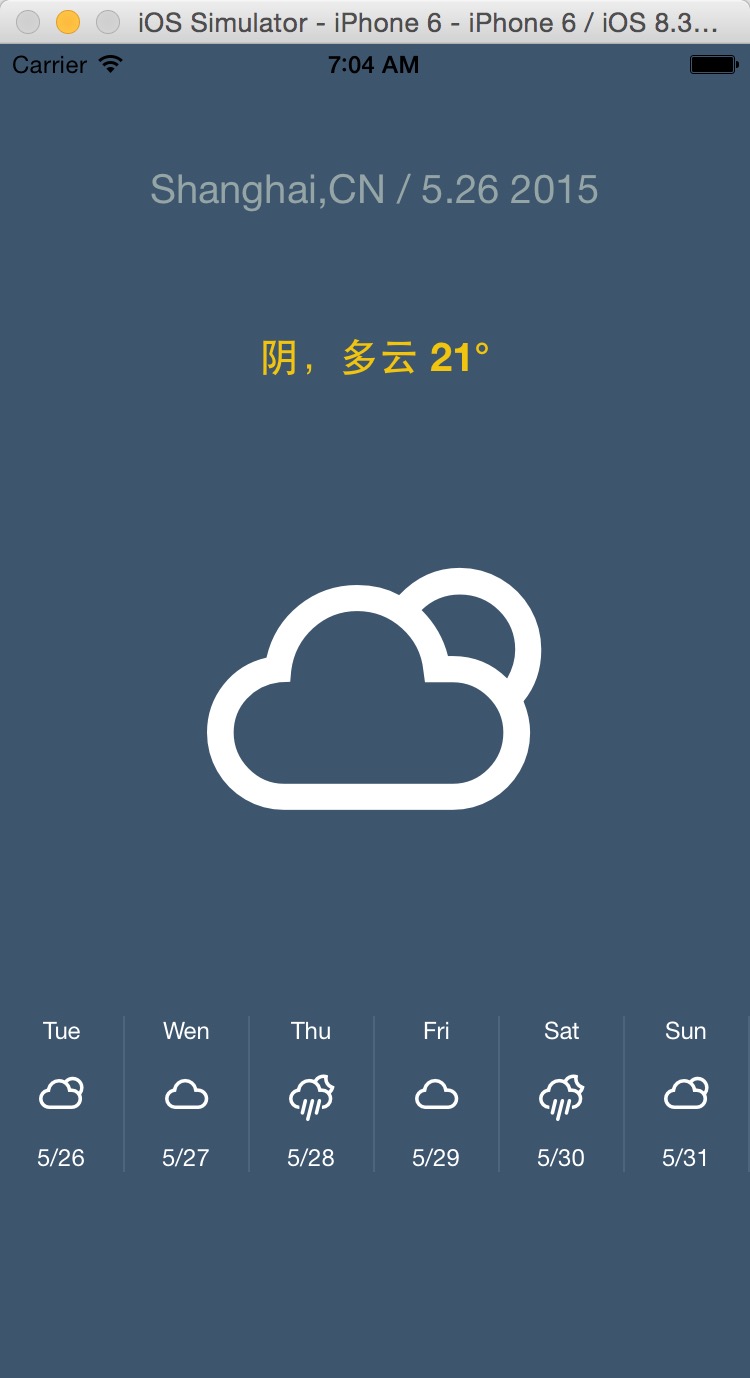 iOS Simulator - iPhone 6 - iPhone 6 / iOS 8.3...
Carrier 7:04 AM
Shanghai,CN / 5.26 2015
阴，多云 21°
Tue Wen Thu Fri Sat Sun
5/26 5/27 5/28 5/29 5/30 5/31